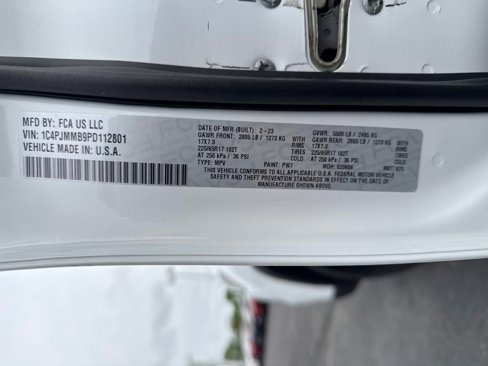 MFD BY: FCA US LLC
VIN: 1C4PJMMB9PD112801
VEHICLE MADE IN: U.S.A.
DATE OF MFR (BUILT): 2-23 GVWR: 5500 LB / 2495 KG
GAWR FRONT: 2805 LB / 1273 KG GAWR REAR: 2805 LB / 1273 KG
17X7.0 RIMS 17X7.0 RIMS
225/65R17 102T TIRES 225/65R17 102T TIRES
AT 250 kPa / 36 PSI COLD AT 250 kPa / 36 PSI COLD
TYPE: MPV PAINT: PW7 MDH: WKT: 675
THIS VEHICLE CONFORMS TO ALL APPLICABLE U.S.A. FEDERAL MOTOR VEHICLE
SAFETY AND THEFT PREVENTION STANDARDS IN EFFECT ON THE DATE OF
MANUFACTURE SHOWN ABOVE.